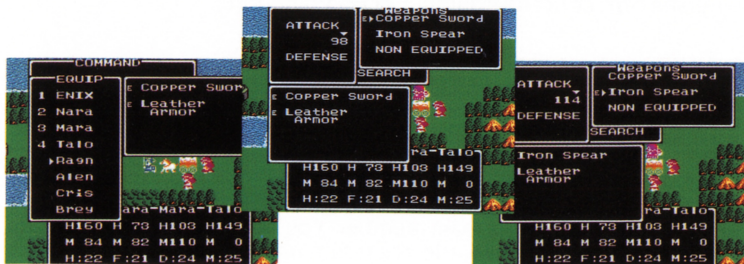 COMMAND
EQUIP
1 ENIX
2 Nara
3 Mara
4 Talo
Ragn
Alen
Cris
Brey
E Copper Swor
E Leather
Armor
ara-Mara-Talo
H160 H 73 H103 H149
M 84 M 82 M110 M 0
H:22 F:21 D:24 M:25
ATTACK
98
DEFENSE
Weapons
E Copper Sword
Iron Spear
NON EQUIPPED
SEARCH
E Copper Sword
E Leather
Armor
ra-Talo
H160 H 73 H103 H149
M 84 M 82 M110 M 0
H:22 F:21 D:24 M:25
ATTACK
114
DEFENSE
Weapons
Copper Sword
E Iron Spear
NON EQUIPPED
SEARCH
Iron Spear
Leather
Armor
ra-Talo
H160 H 73 H103 H149
M 84 M 82 M110 M 0
H:22 F:21 D:24 M:25